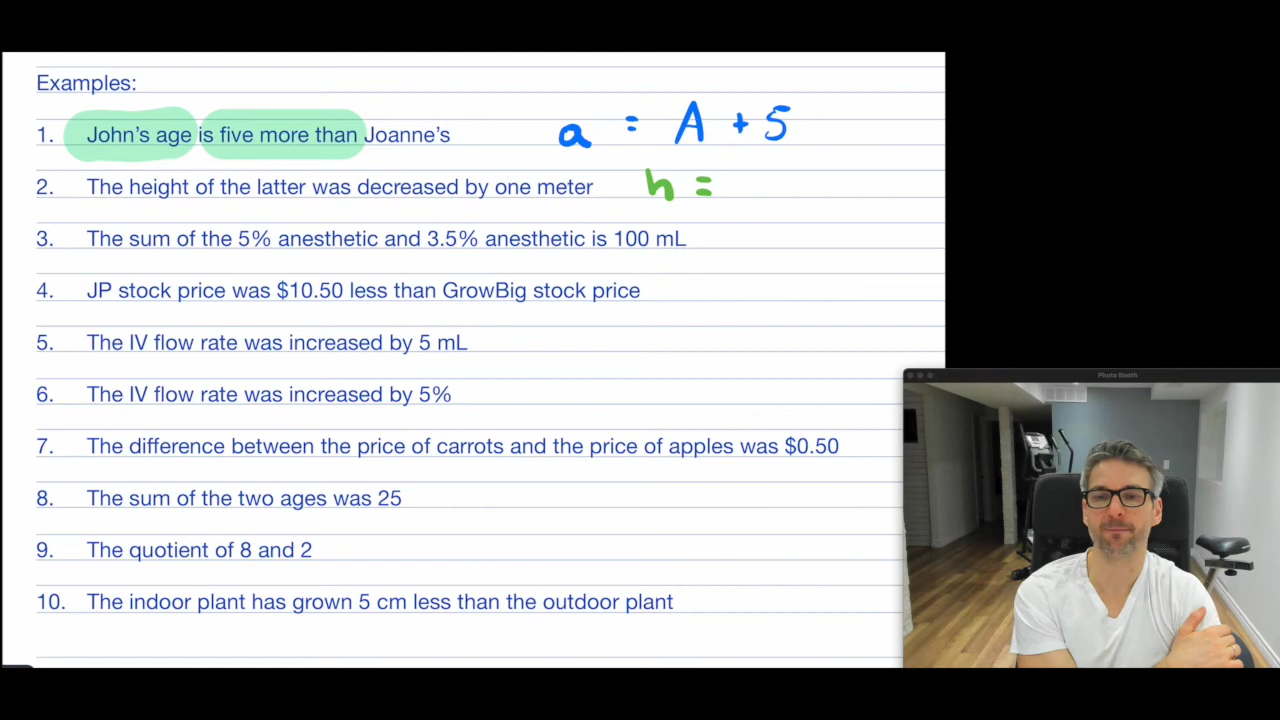 Examples:
1. John's age is five more than Joanne's a = A + 5
2. The height of the latter was decreased by one meter h =
3. The sum of the 5% anesthetic and 3.5% anesthetic is 100 mL
4. JP stock price was $10.50 less than GrowBig stock price
5. The IV flow rate was increased by 5 mL
Photo Booth
6. The IV flow rate was increased by 5%
7. The difference between the price of carrots and the price of apples was $0.50
8. The sum of the two ages was 25
9. The quotient of 8 and 2
10. The indoor plant has grown 5 cm less than the outdoor plant